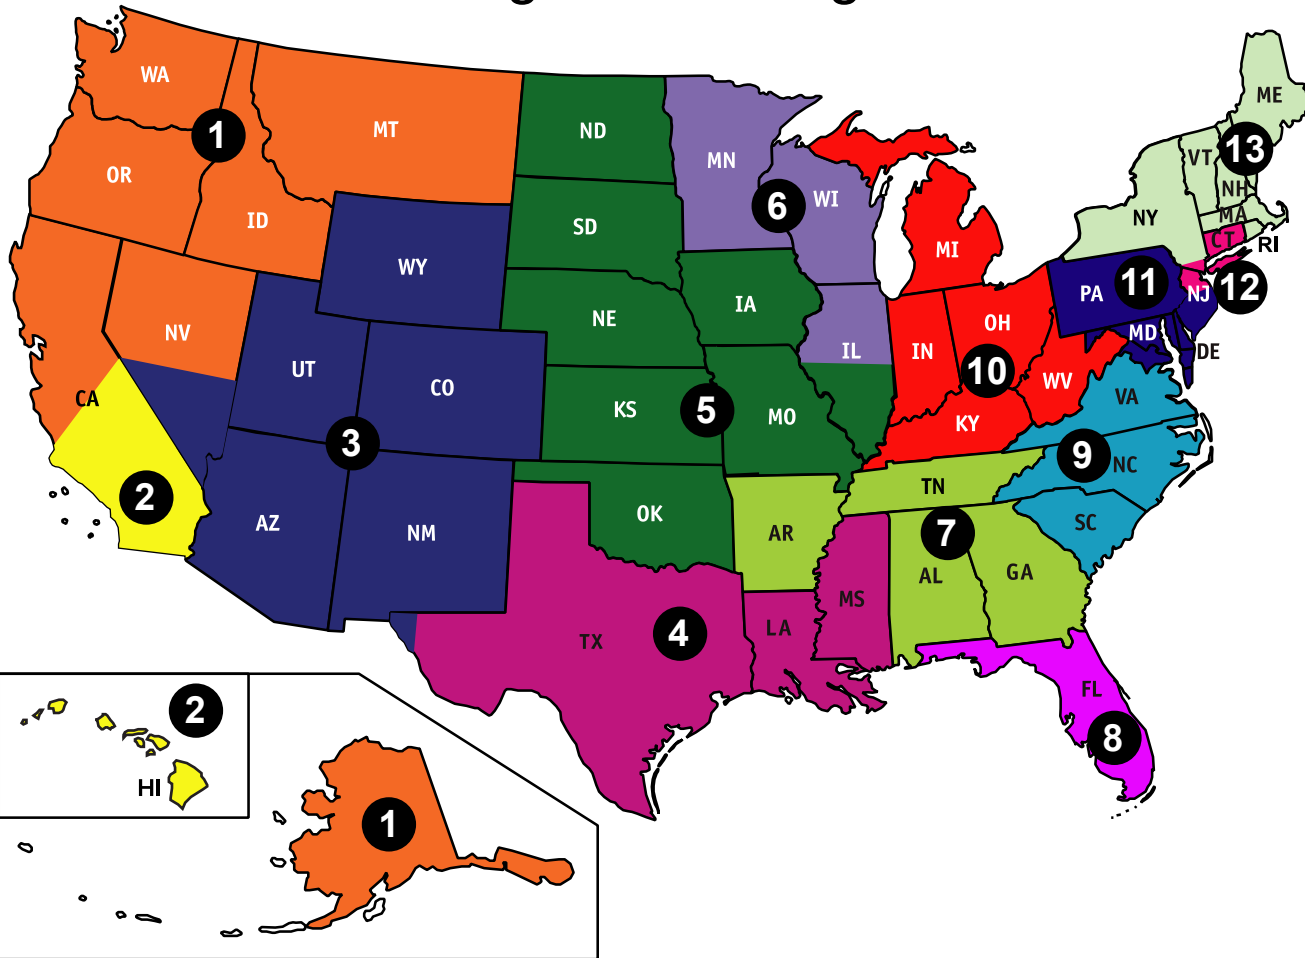 WA
MT
ND
MN
ME
1
OR
ID
SD
6
WI
VT
13
NH
NY
MA
CT
RI
MI
WY
NE
IA
PA
11
NJ
12
NV
UT
CO
IL
IN
OH
MD
DE
CA
KS
5
MO
10
WV
KY
VA
3
9
NC
2
AZ
NM
OK
TN
AR
7
SC
AL
GA
MS
TX
4
LA
FL
8
2
HI
1